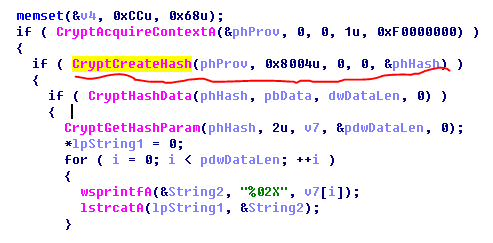 memset(&v4, 0xCCu, 0x68u);
if ( CryptAcquireContextA(&phProv, 0, 0, 1u, 0xF0000000) )
{
if ( CryptCreateHash(phProv, 0x8004u, 0, 0, &phHash) )
{
if ( CryptHashData(phHash, pbData, dwDataLen, 0) )
{
CryptGetHashParam(phHash, 2u, v7, &pdwDataLen, 0);
*lpString1 = 0;
for ( i = 0; i < pdwDataLen; ++i )
{
wsprintfA(&String2, "%02X", v7[i]);
lstrcatA(lpString1, &String2);
}